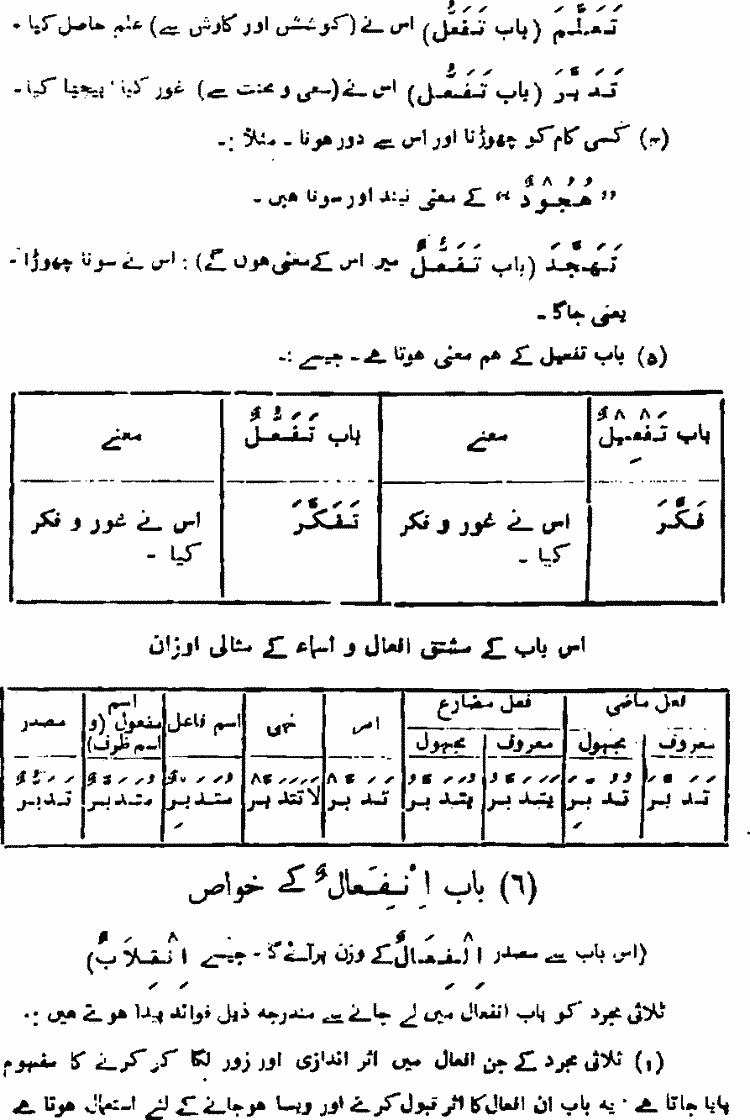 تَعَلَّمَ (باب تَفَعُّل) اس نے (کوشش اور کاوش سے) علم حاصل کیا ۔
تَدَبَّرَ (باب تَفَعُّل) اس نے (سعی و محنت سے) غور کیا ، پیچھا کیا ۔
(۴) کسی کام کو چھوڑنا اور اس سے دور ہونا ۔ مثلاً :۔
”هُجُوْدٌ“ کے معنی نیند اور سونا ہیں ۔
تَهَجَّدَ (باب تَفَعُّلٌ میں اس کے معنی ہوں گے) : اس نے سونا چھوڑا ۔
یعنی جاگا ۔
(۵) باب تفعیل کے ہم معنی ہوتا ہے ۔ جیسے :۔
باب تَفْعِیْلٌ معنے باب تَفَعُّلٌ معنے
فَکَّرَ اس نے غور و فکر تَفَکَّرَ اس نے غور و فکر
کیا ۔ کیا ۔
اس باب کے مشتق افعال و اسماء کے مثالی اوزان
فعل ماضی فعل مضارع امر نہی اسم فاعل اسم مفعول (و اسم ظرف) مصدر
معروف مجہول معروف مجہول
تَدَبَّرَ تُدُبِّرَ یَتَدَبَّرُ یُتَدَبَّرُ تَدَبَّرْ لَاتَتَدَبَّرْ مُتَدَبِّرٌ مُتَدَبَّرٌ تَدَبُّرٌ
(٦) باب اِنْفِعَالٌ کے خواص
(اس باب سے مصدر اِنْفِعَالٌ کے وزن پر آئے گا ۔ جیسے اِنْقِلَابٌ)
ثلاثی مجرد کو باب انفعال میں لے جانے سے مندرجہ ذیل فوائد پیدا ہوتے ہیں :۔
(۱) ثلاثی مجرد کے جن افعال میں اثر اندازی اور زور لگا کر کرنے کا مفہوم
پایا جاتا ہے ۔ یہ باب ان افعال کا اثر قبول کرنے اور ویسا ہو جانے کے لئے استعمال ہوتا ہے